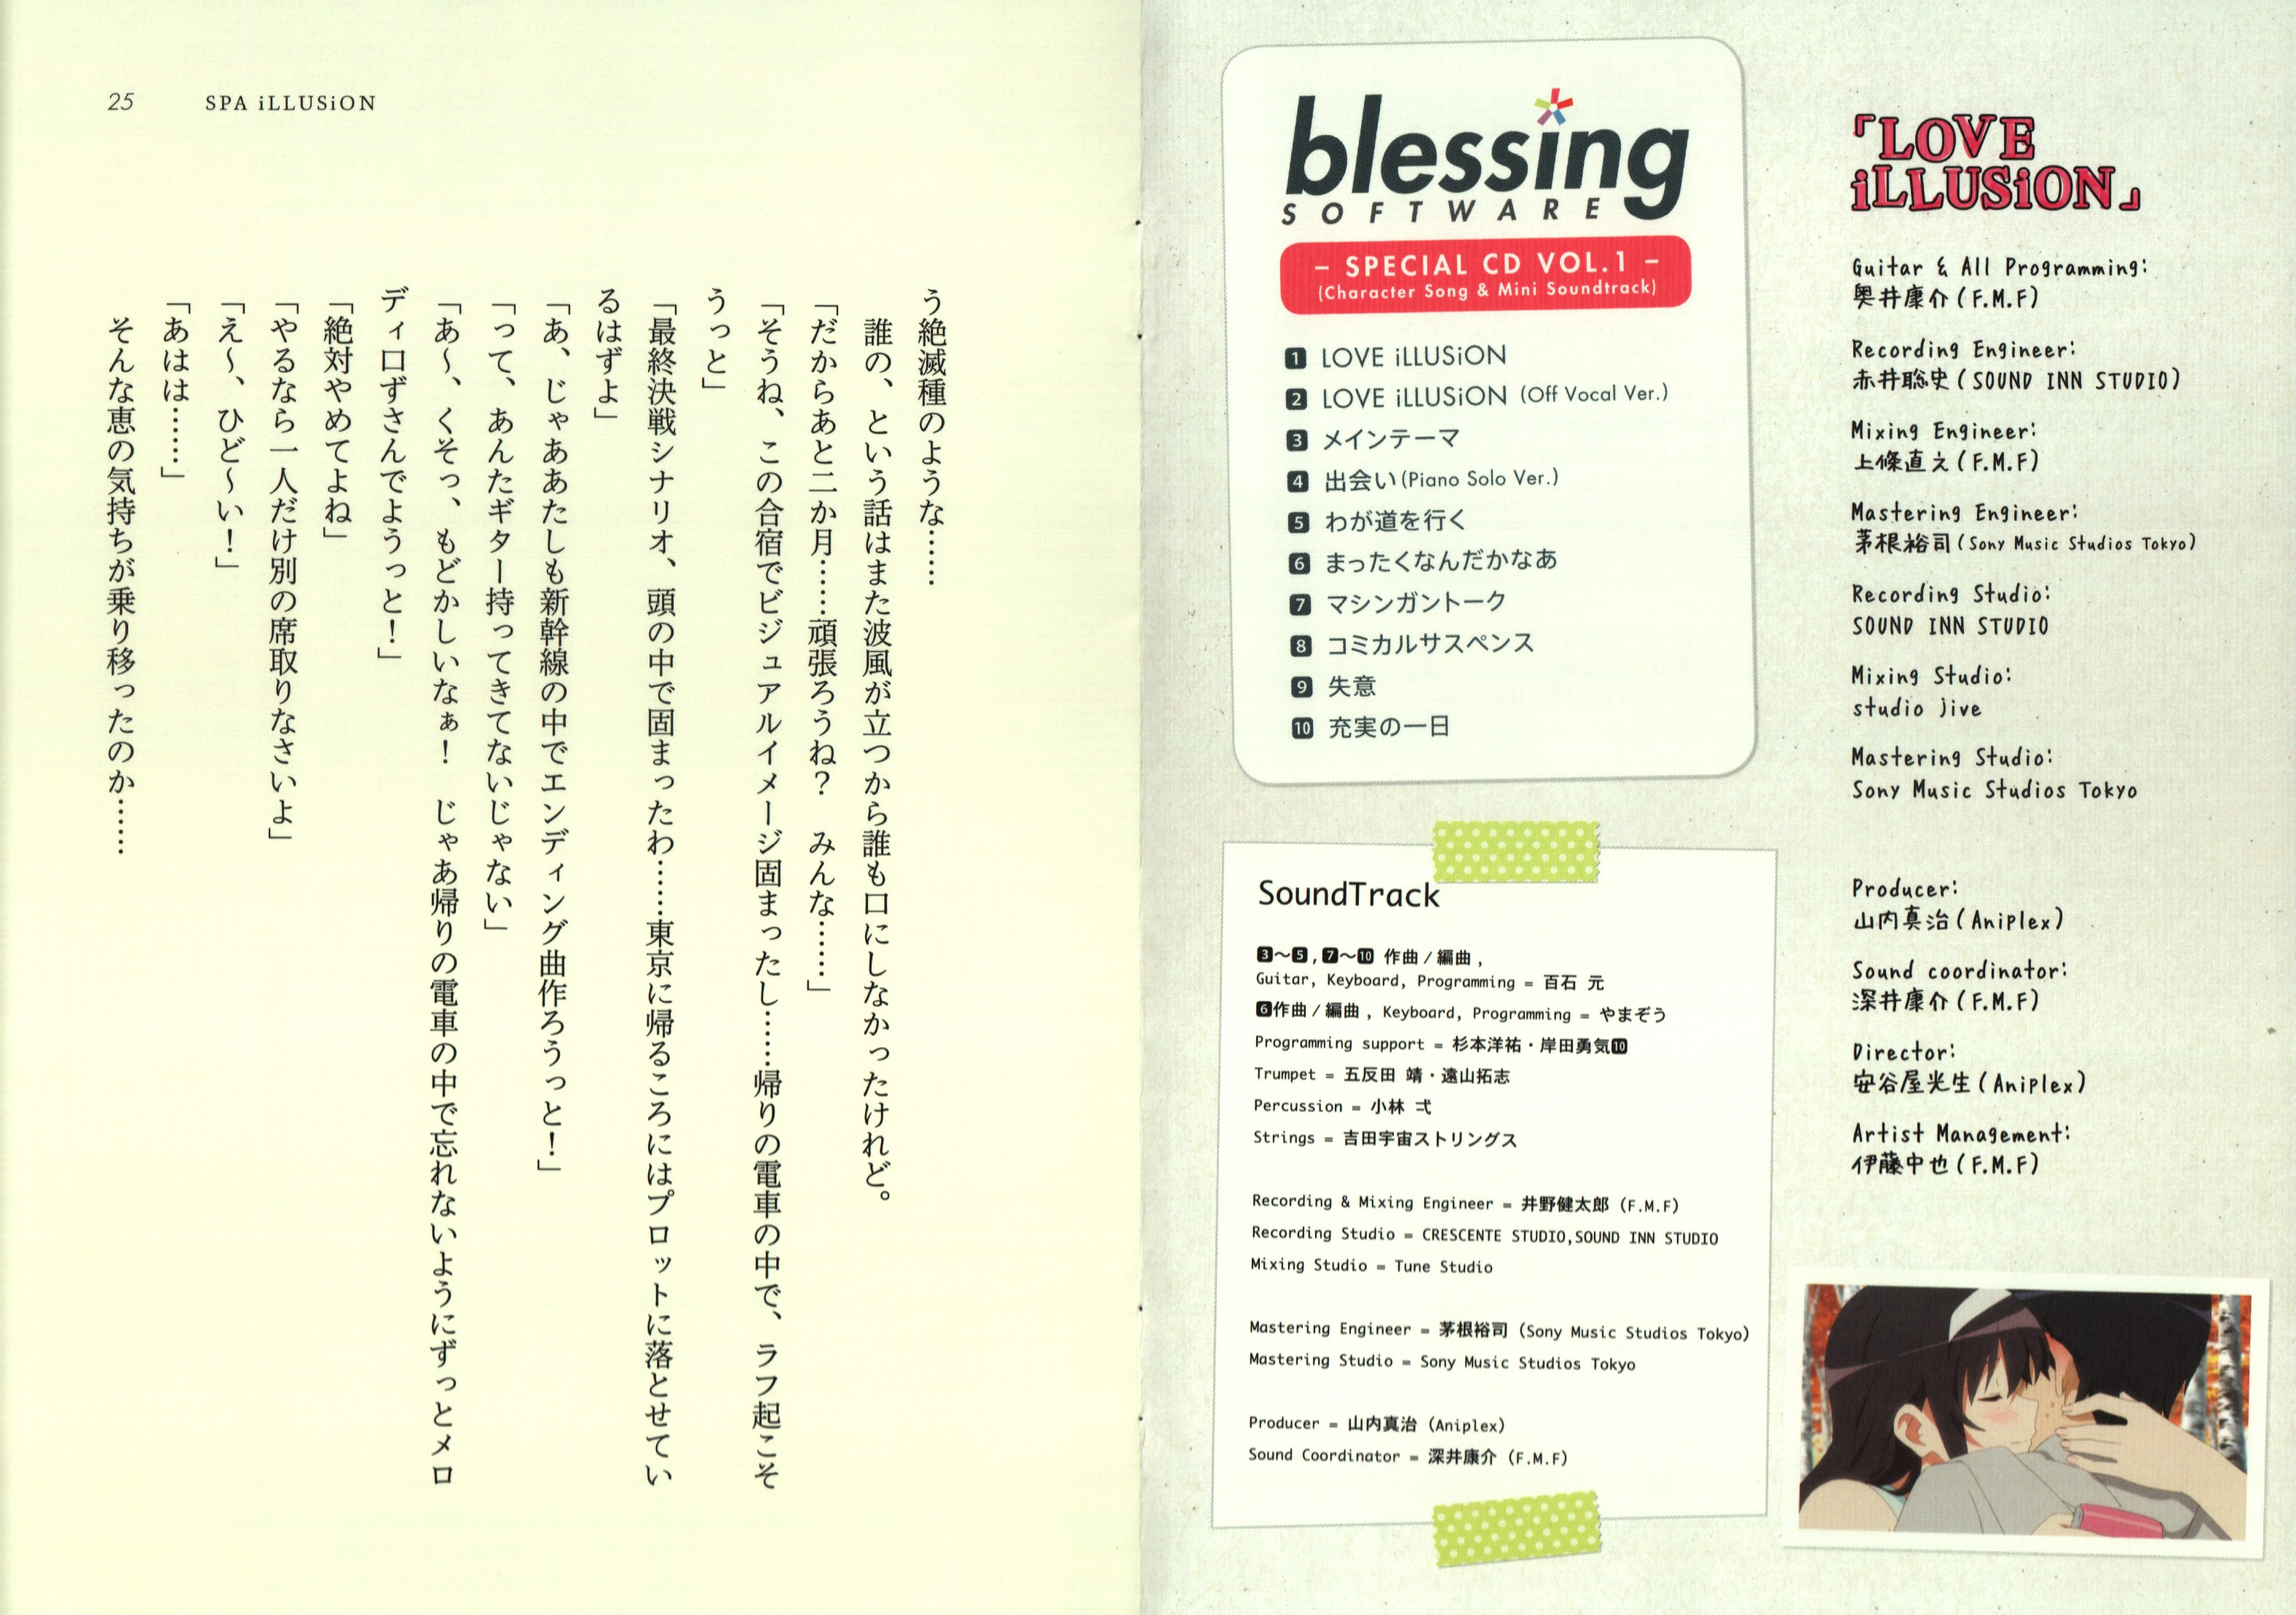 25
SPA iLLUSiON
う絶滅種のような……
誰の、という話はまた波風が立つから誰も口にしなかったけれど。
「だからあと二か月……頑張ろうね？　みんな……」
「そうね、この合宿でビジュアルイメージ固まったし……帰りの電車の中で、ラフ起こそ
うっと」
「最終決戦シナリオ、頭の中で固まったわ……東京に帰るころにはプロットに落とせてい
るはずよ」
「あ、じゃああたしも新幹線の中でエンディング曲作ろうっと！」
「って、あんたギター持ってきてないじゃない」
「あ〜、くそっ、もどかしいなぁ！　じゃあ帰りの電車の中で忘れないようにずっとメロ
ディ口ずさんでようっと！」
「絶対やめてよね」
「やるなら一人だけ別の席取りなさいよ」
「え〜、ひど〜い！」
「あはは……」
そんな恵の気持ちが乗り移ったのか……
blessing
SOFTWARE
– SPECIAL CD VOL.1 –
(Character Song & Mini Soundtrack)
1 LOVE iLLUSiON
2 LOVE iLLUSiON (Off Vocal Ver.)
3 メインテーマ
4 出会い(Piano Solo Ver.)
5 わが道を行く
6 まったくなんだかなあ
7 マシンガントーク
8 コミカルサスペンス
9 失意
10 充実の一日
SoundTrack
3〜5,7〜10 作曲/編曲,
Guitar, Keyboard, Programming = 百石 元
6作曲/編曲, Keyboard, Programming = やまぞう
Programming support = 杉本洋祐・岸田勇気10
Trumpet = 五反田 靖・遠山拓志
Percussion = 小林 弌
Strings = 吉田宇宙ストリングス
Recording & Mixing Engineer = 井野健太郎 (F.M.F)
Recording Studio = CRESCENTE STUDIO,SOUND INN STUDIO
Mixing Studio = Tune Studio
Mastering Engineer = 茅根裕司 (Sony Music Studios Tokyo)
Mastering Studio = Sony Music Studios Tokyo
Producer = 山内真治 (Aniplex)
Sound Coordinator = 深井康介 (F.M.F)
「LOVE
iLLUSiON」
Guitar & All Programming:
奥井康介(F.M.F)
Recording Engineer:
赤井聡史(SOUND INN STUDIO)
Mixing Engineer:
上條直之(F.M.F)
Mastering Engineer:
茅根裕司(Sony Music Studios Tokyo)
Recording Studio:
SOUND INN STUDIO
Mixing Studio:
studio jive
Mastering Studio:
Sony Music Studios Tokyo
Producer:
山内真治(Aniplex)
Sound coordinator:
深井康介(F.M.F)
Director:
安谷屋光生(Aniplex)
Artist Management:
伊藤中也(F.M.F)